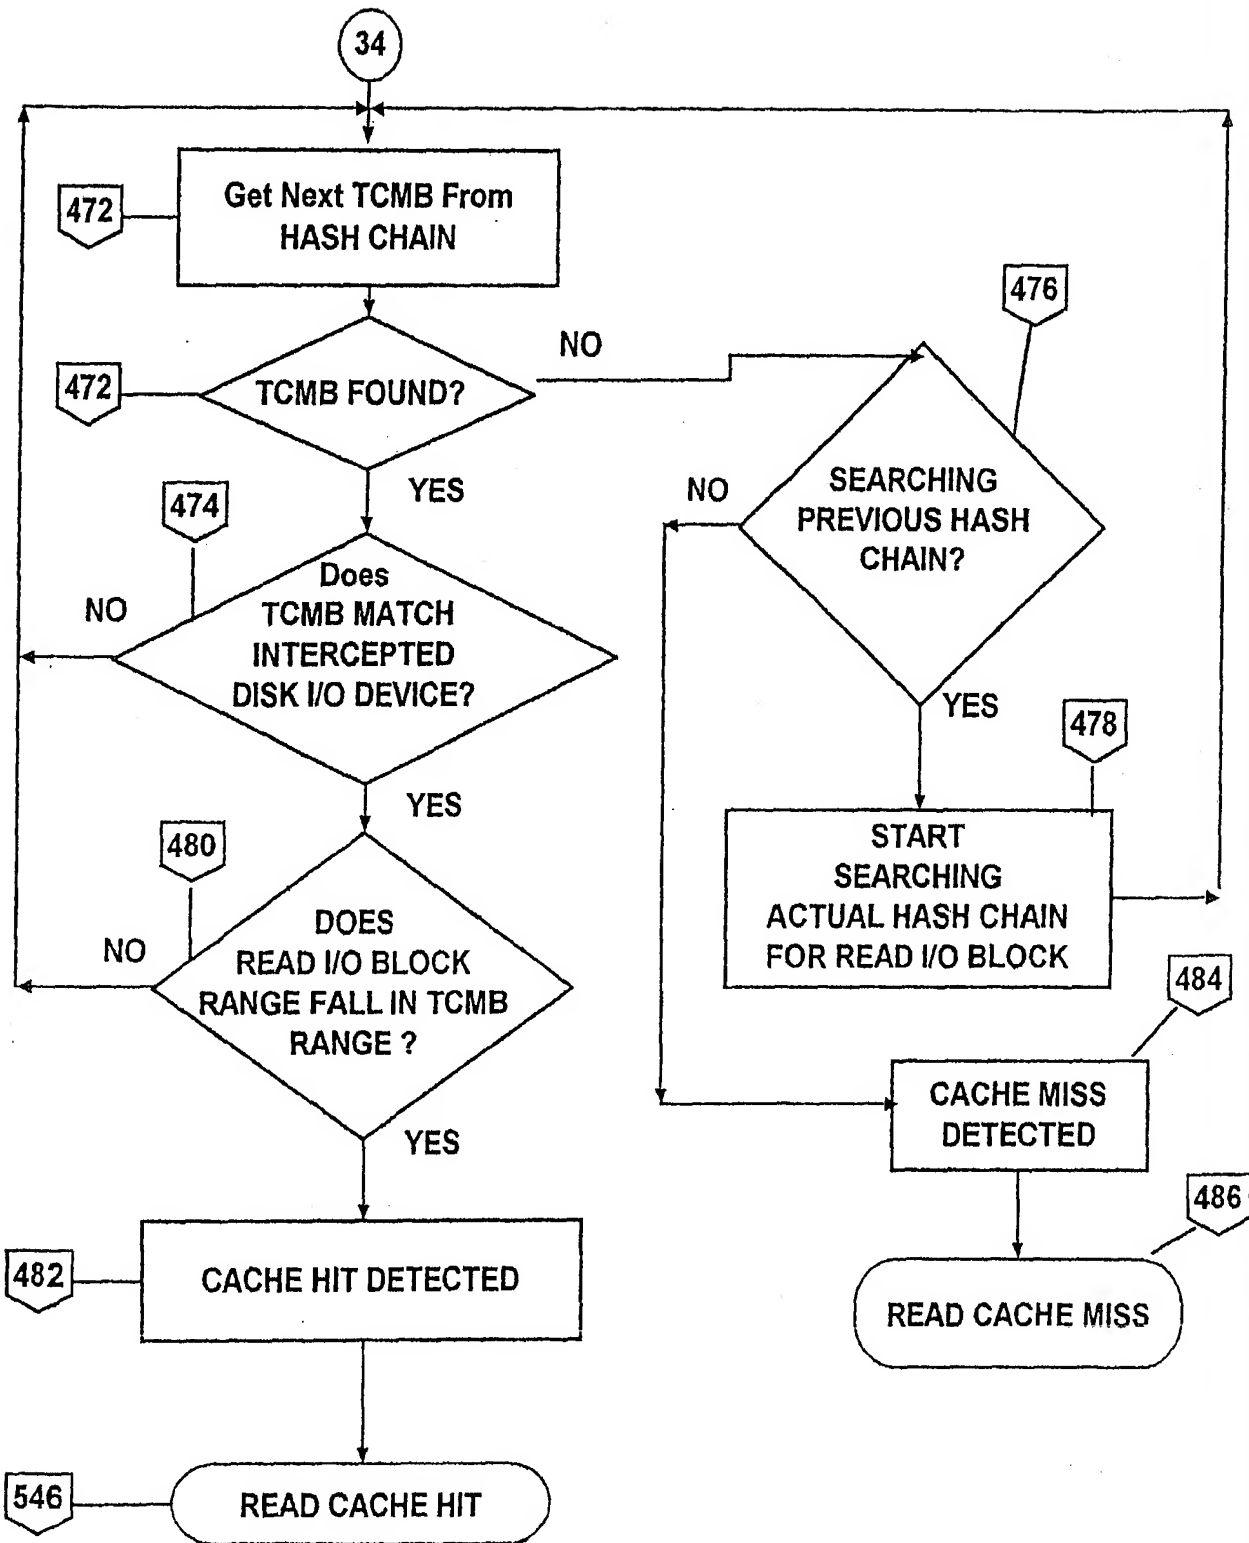 34
472
Get Next TCMB From
HASH CHAIN
472
TCMB FOUND?
NO
YES
476
SEARCHING
PREVIOUS HASH
CHAIN?
NO
YES
474
Does
TCMB MATCH
INTERCEPTED
DISK I/O DEVICE?
NO
YES
478
START
SEARCHING
ACTUAL HASH CHAIN
FOR READ I/O BLOCK
480
DOES
READ I/O BLOCK
RANGE FALL IN TCMB
RANGE ?
NO
YES
484
CACHE MISS
DETECTED
486
READ CACHE MISS
482
CACHE HIT DETECTED
546
READ CACHE HIT